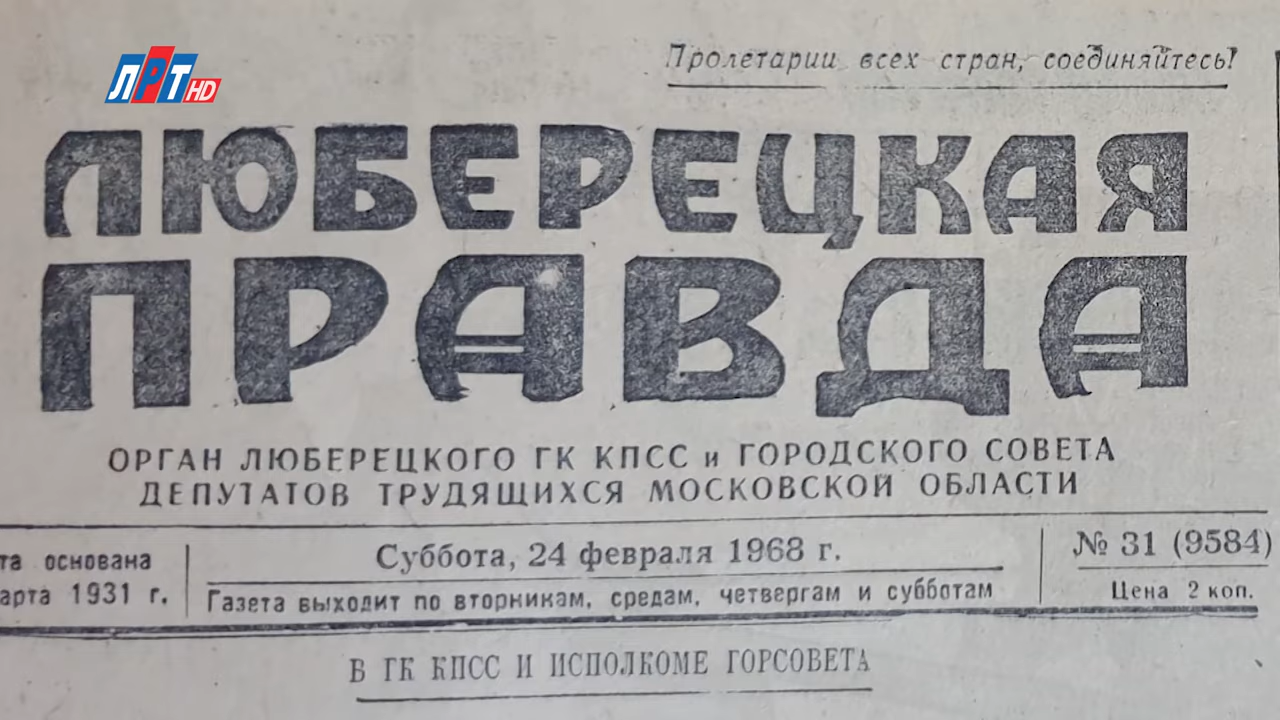 ЛРТ HD
Пролетарии всех стран, соединяйтесь!
ЛЮБЕРЕЦКАЯ
ПРАВДА
ОРГАН ЛЮБЕРЕЦКОГО ГК КПСС и ГОРОДСКОГО СОВЕТА
ДЕПУТАТОВ ТРУДЯЩИХСЯ МОСКОВСКОЙ ОБЛАСТИ
та основана
арта 1931 г.
Суббота, 24 февраля 1968 г.
Газета выходит по вторникам, средам, четвергам и субботам
№ 31 (9584)
Цена 2 коп.
В ГК КПСС И ИСПОЛКОМЕ ГОРСОВЕТА